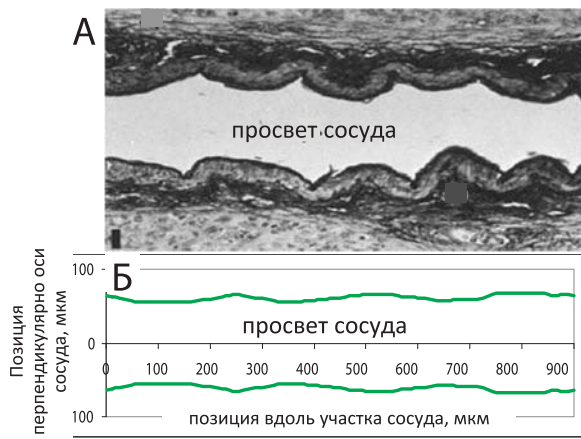 А
просвет сосуда
Б
Позиция
перпендикулярно оси
сосуда, мкм
100
просвет сосуда
0
0 100 200 300 400 500 600 700 800 900
100
позиция вдоль участка сосуда, мкм